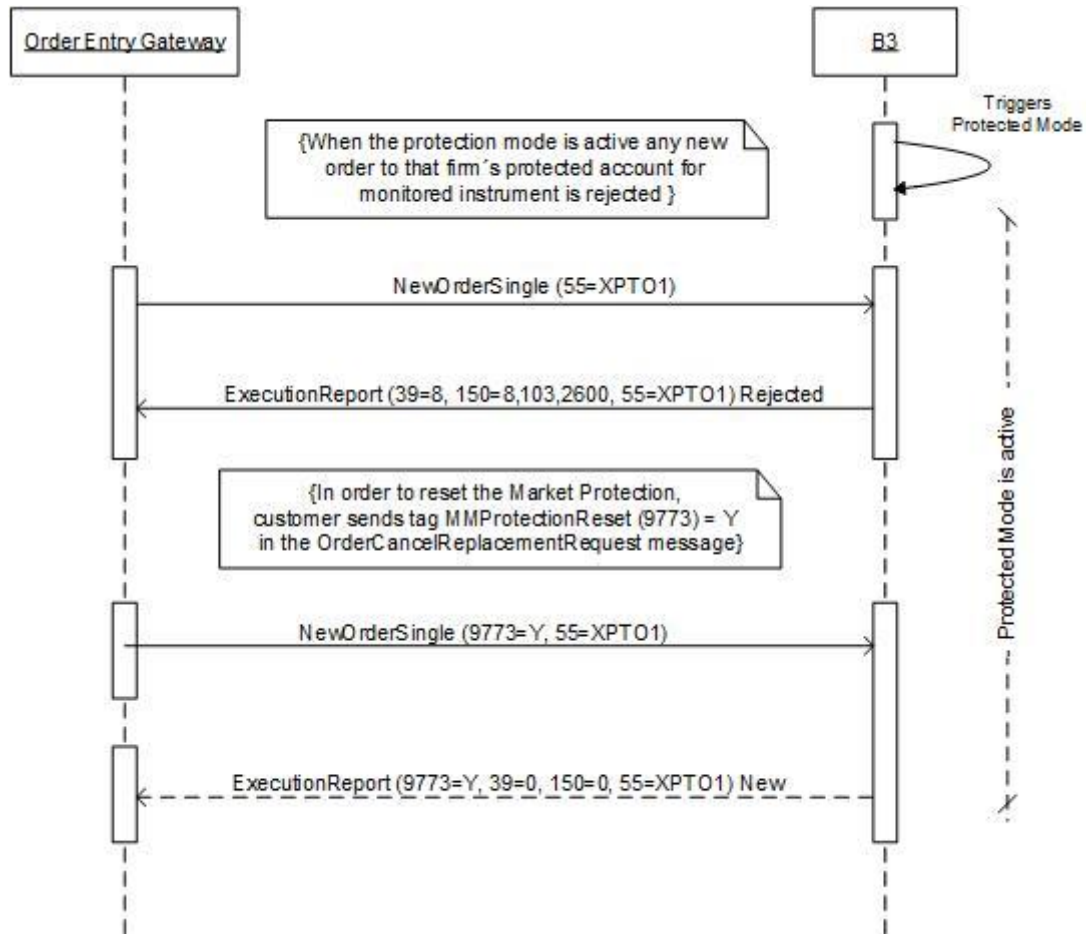 Order Entry Gateway
B3
Triggers
Protected Mode
{When the protection mode is active any new
order to that firm´s protected account for
monitored instrument is rejected }
NewOrderSingle (55=XPTO1)
ExecutionReport (39=8, 150=8,103,2600, 55=XPTO1) Rejected
Protected Mode is active
{In order to reset the Market Protection,
customer sends tag MMProtectionReset (9773) = Y
in the OrderCancelReplacementRequest message}
NewOrderSingle (9773=Y, 55=XPTO1)
ExecutionReport (9773=Y, 39=0, 150=0, 55=XPTO1) New